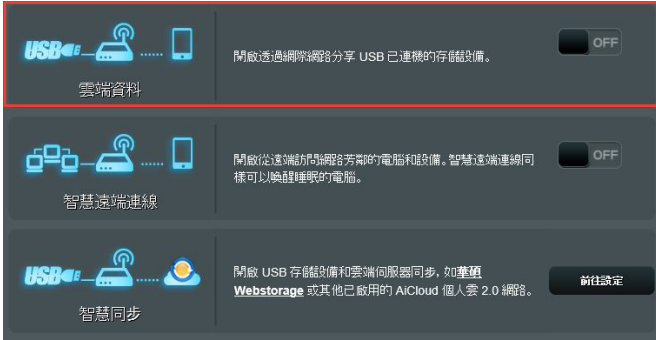 USB
開啟透過網際網路分享 USB 已連機的存儲設備。
OFF
雲端資料
開啟從遠端訪問網路芳鄰的電腦和設備。智慧遠端連線同
樣可以喚醒睡眠的電腦。
OFF
智慧遠端連線
USB
開啟 USB 存儲設備和雲端伺服器同步, 如華碩
Webstorage 或其他已啟用的 AiCloud 個人雲 2.0 網路。
前往設定
智慧同步